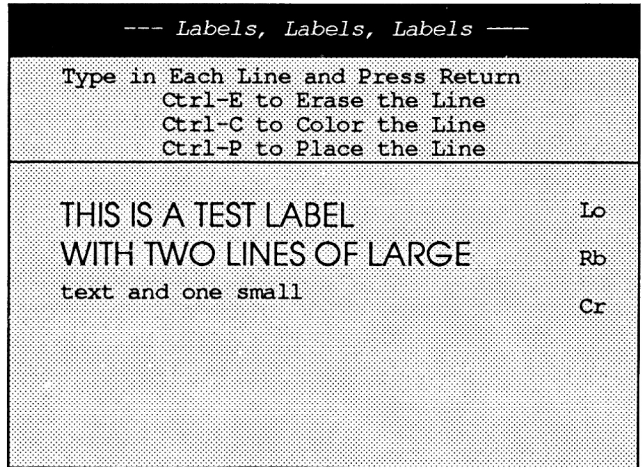 --- Labels, Labels, Labels ---
Type in Each Line and Press Return
Ctrl-E to Erase the Line
Ctrl-C to Color the Line
Ctrl-P to Place the Line
THIS IS A TEST LABEL Lo
WITH TWO LINES OF LARGE Rb
text and one small Cr